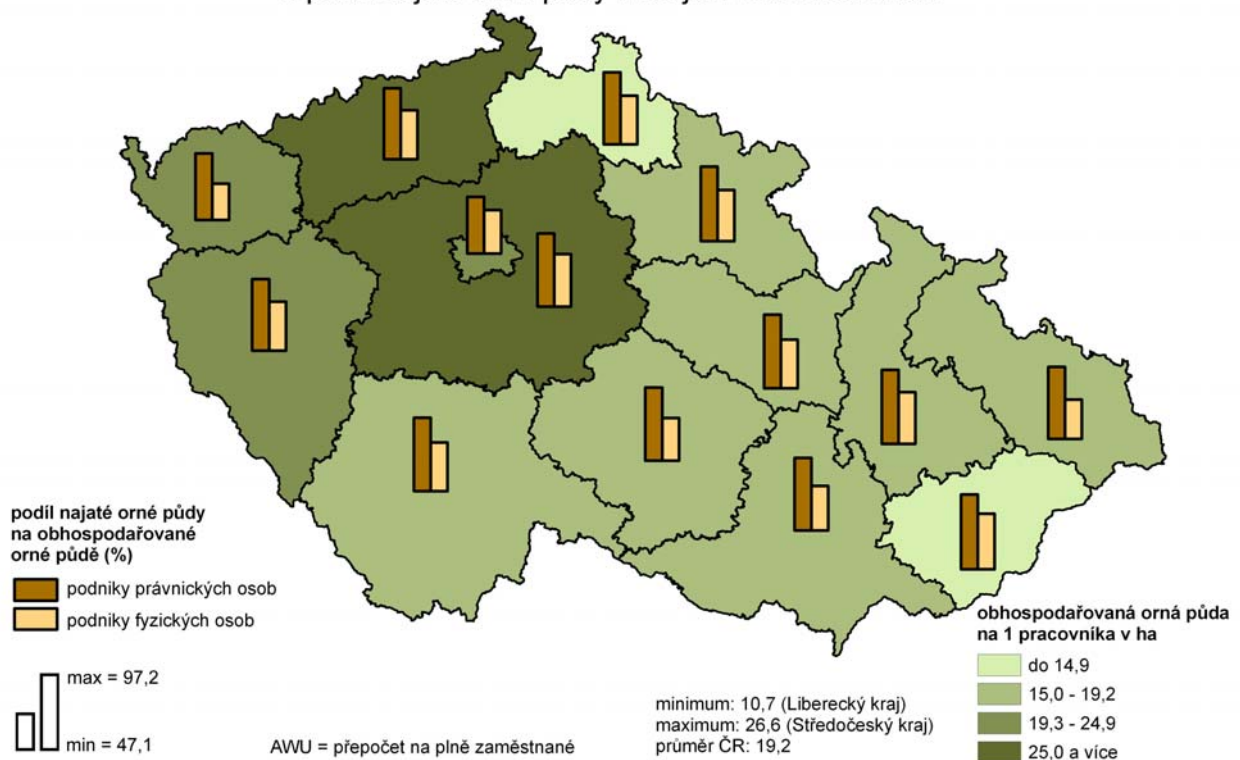 podíl najaté orné půdy
na obhospodařované
orné půdě (%)
podniky právnických osob
podniky fyzických osob
max = 97,2
min = 47,1
AWU = přepočet na plně zaměstnané
minimum: 10,7 (Liberecký kraj)
maximum: 26,6 (Středočeský kraj)
průměr ČR: 19,2
obhospodařovaná orná půda
na 1 pracovníka v ha
do 14,9
15,0 - 19,2
19,3 - 24,9
25,0 a více